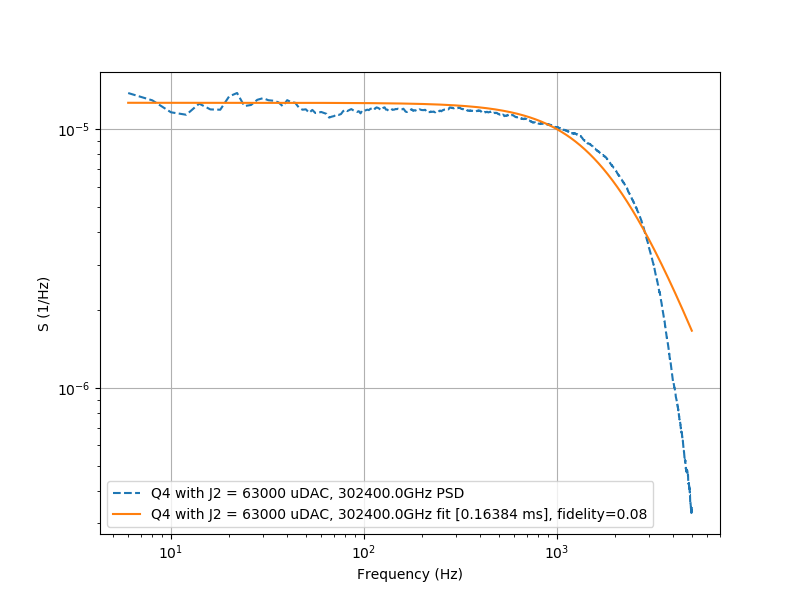 10⁻⁵
10⁻⁶
S (1/Hz)
Q4 with J2 = 63000 uDAC, 302400.0GHz PSD
Q4 with J2 = 63000 uDAC, 302400.0GHz fit [0.16384 ms], fidelity=0.08
10¹ 10² 10³
Frequency (Hz)